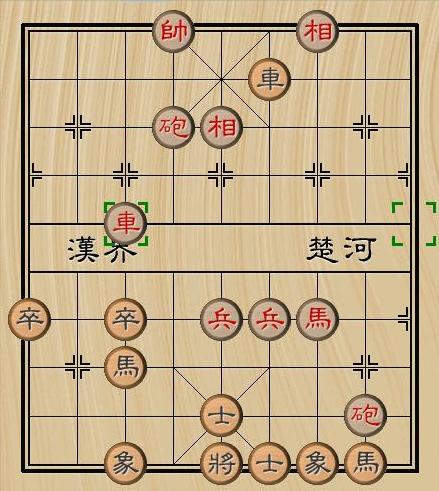 帥 相
車
砲 相
車
漢界 楚河
卒 卒 兵 兵 馬
馬
士 砲
象 將 士 象 馬